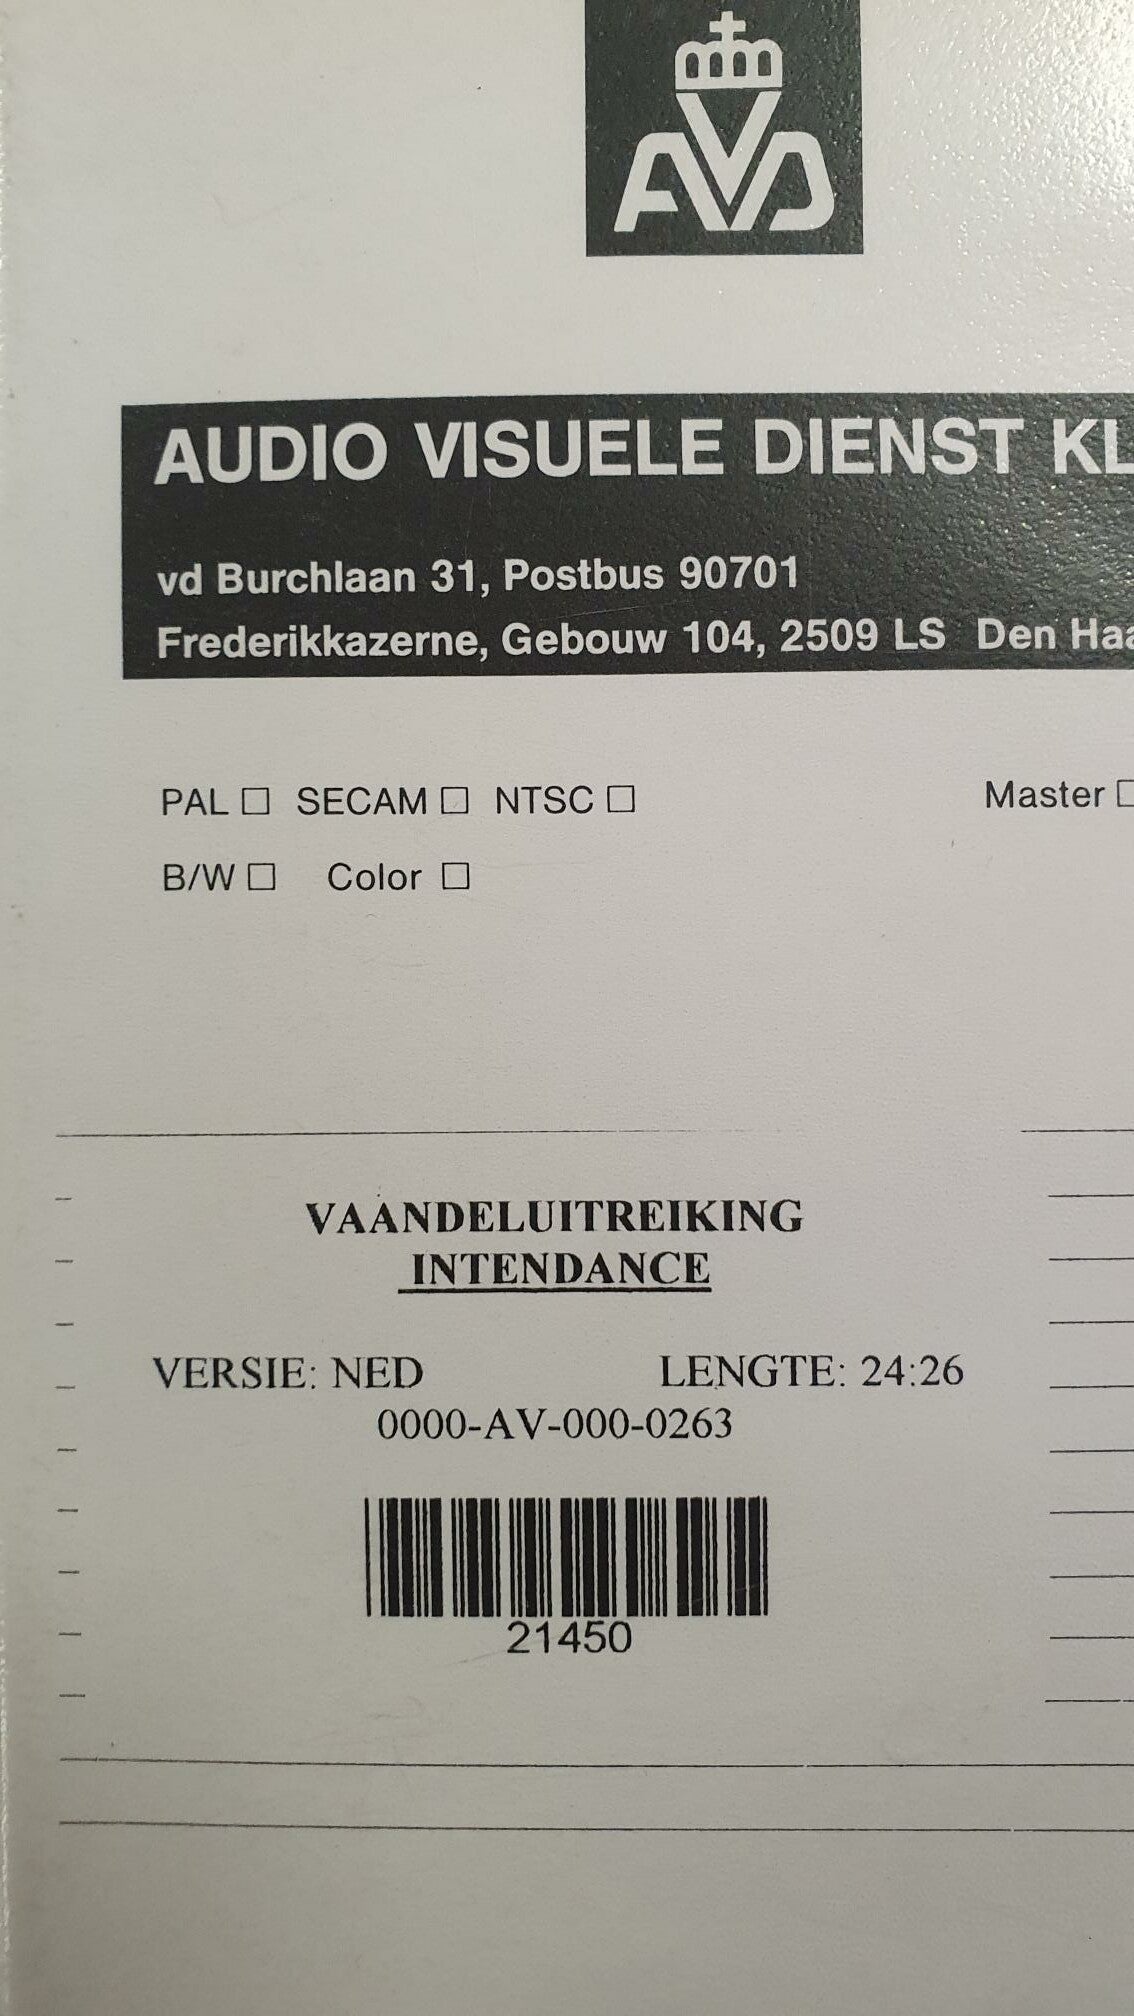 AVD
AUDIO VISUELE DIENST KL
vd Burchlaan 31, Postbus 90701
Frederikkazerne, Gebouw 104, 2509 LS Den Haa
PAL □ SECAM □ NTSC □ Master □
B/W □ Color □
VAANDELUITREIKING
INTENDANCE
VERSIE: NED LENGTE: 24:26
0000-AV-000-0263
21450